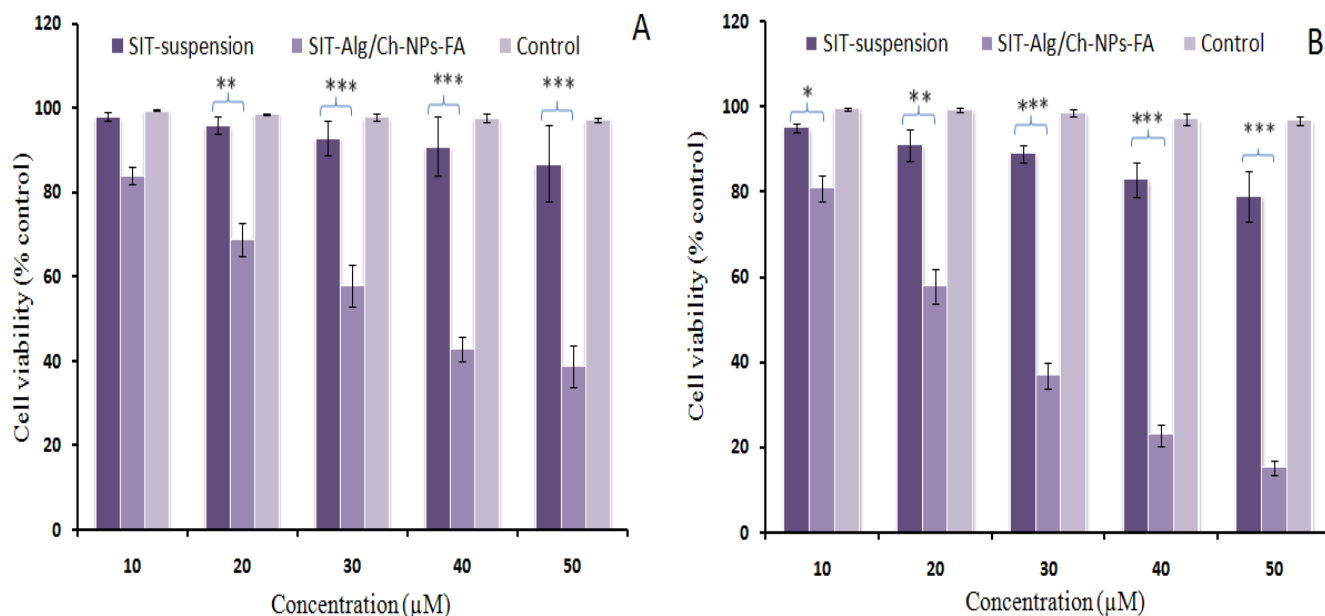 A
SIT-suspension SIT-Alg/Ch-NPs-FA Control
120
100
80
60
40
20
0
** *** *** ***
Cell viability (% control)
10 20 30 40 50
Concentration (µM)
B
SIT-suspension SIT-Alg/Ch-NPs-FA Control
120
100
80
60
40
20
0
* ** *** *** ***
Cell viability (% control)
10 20 30 40 50
Concentration (µM)